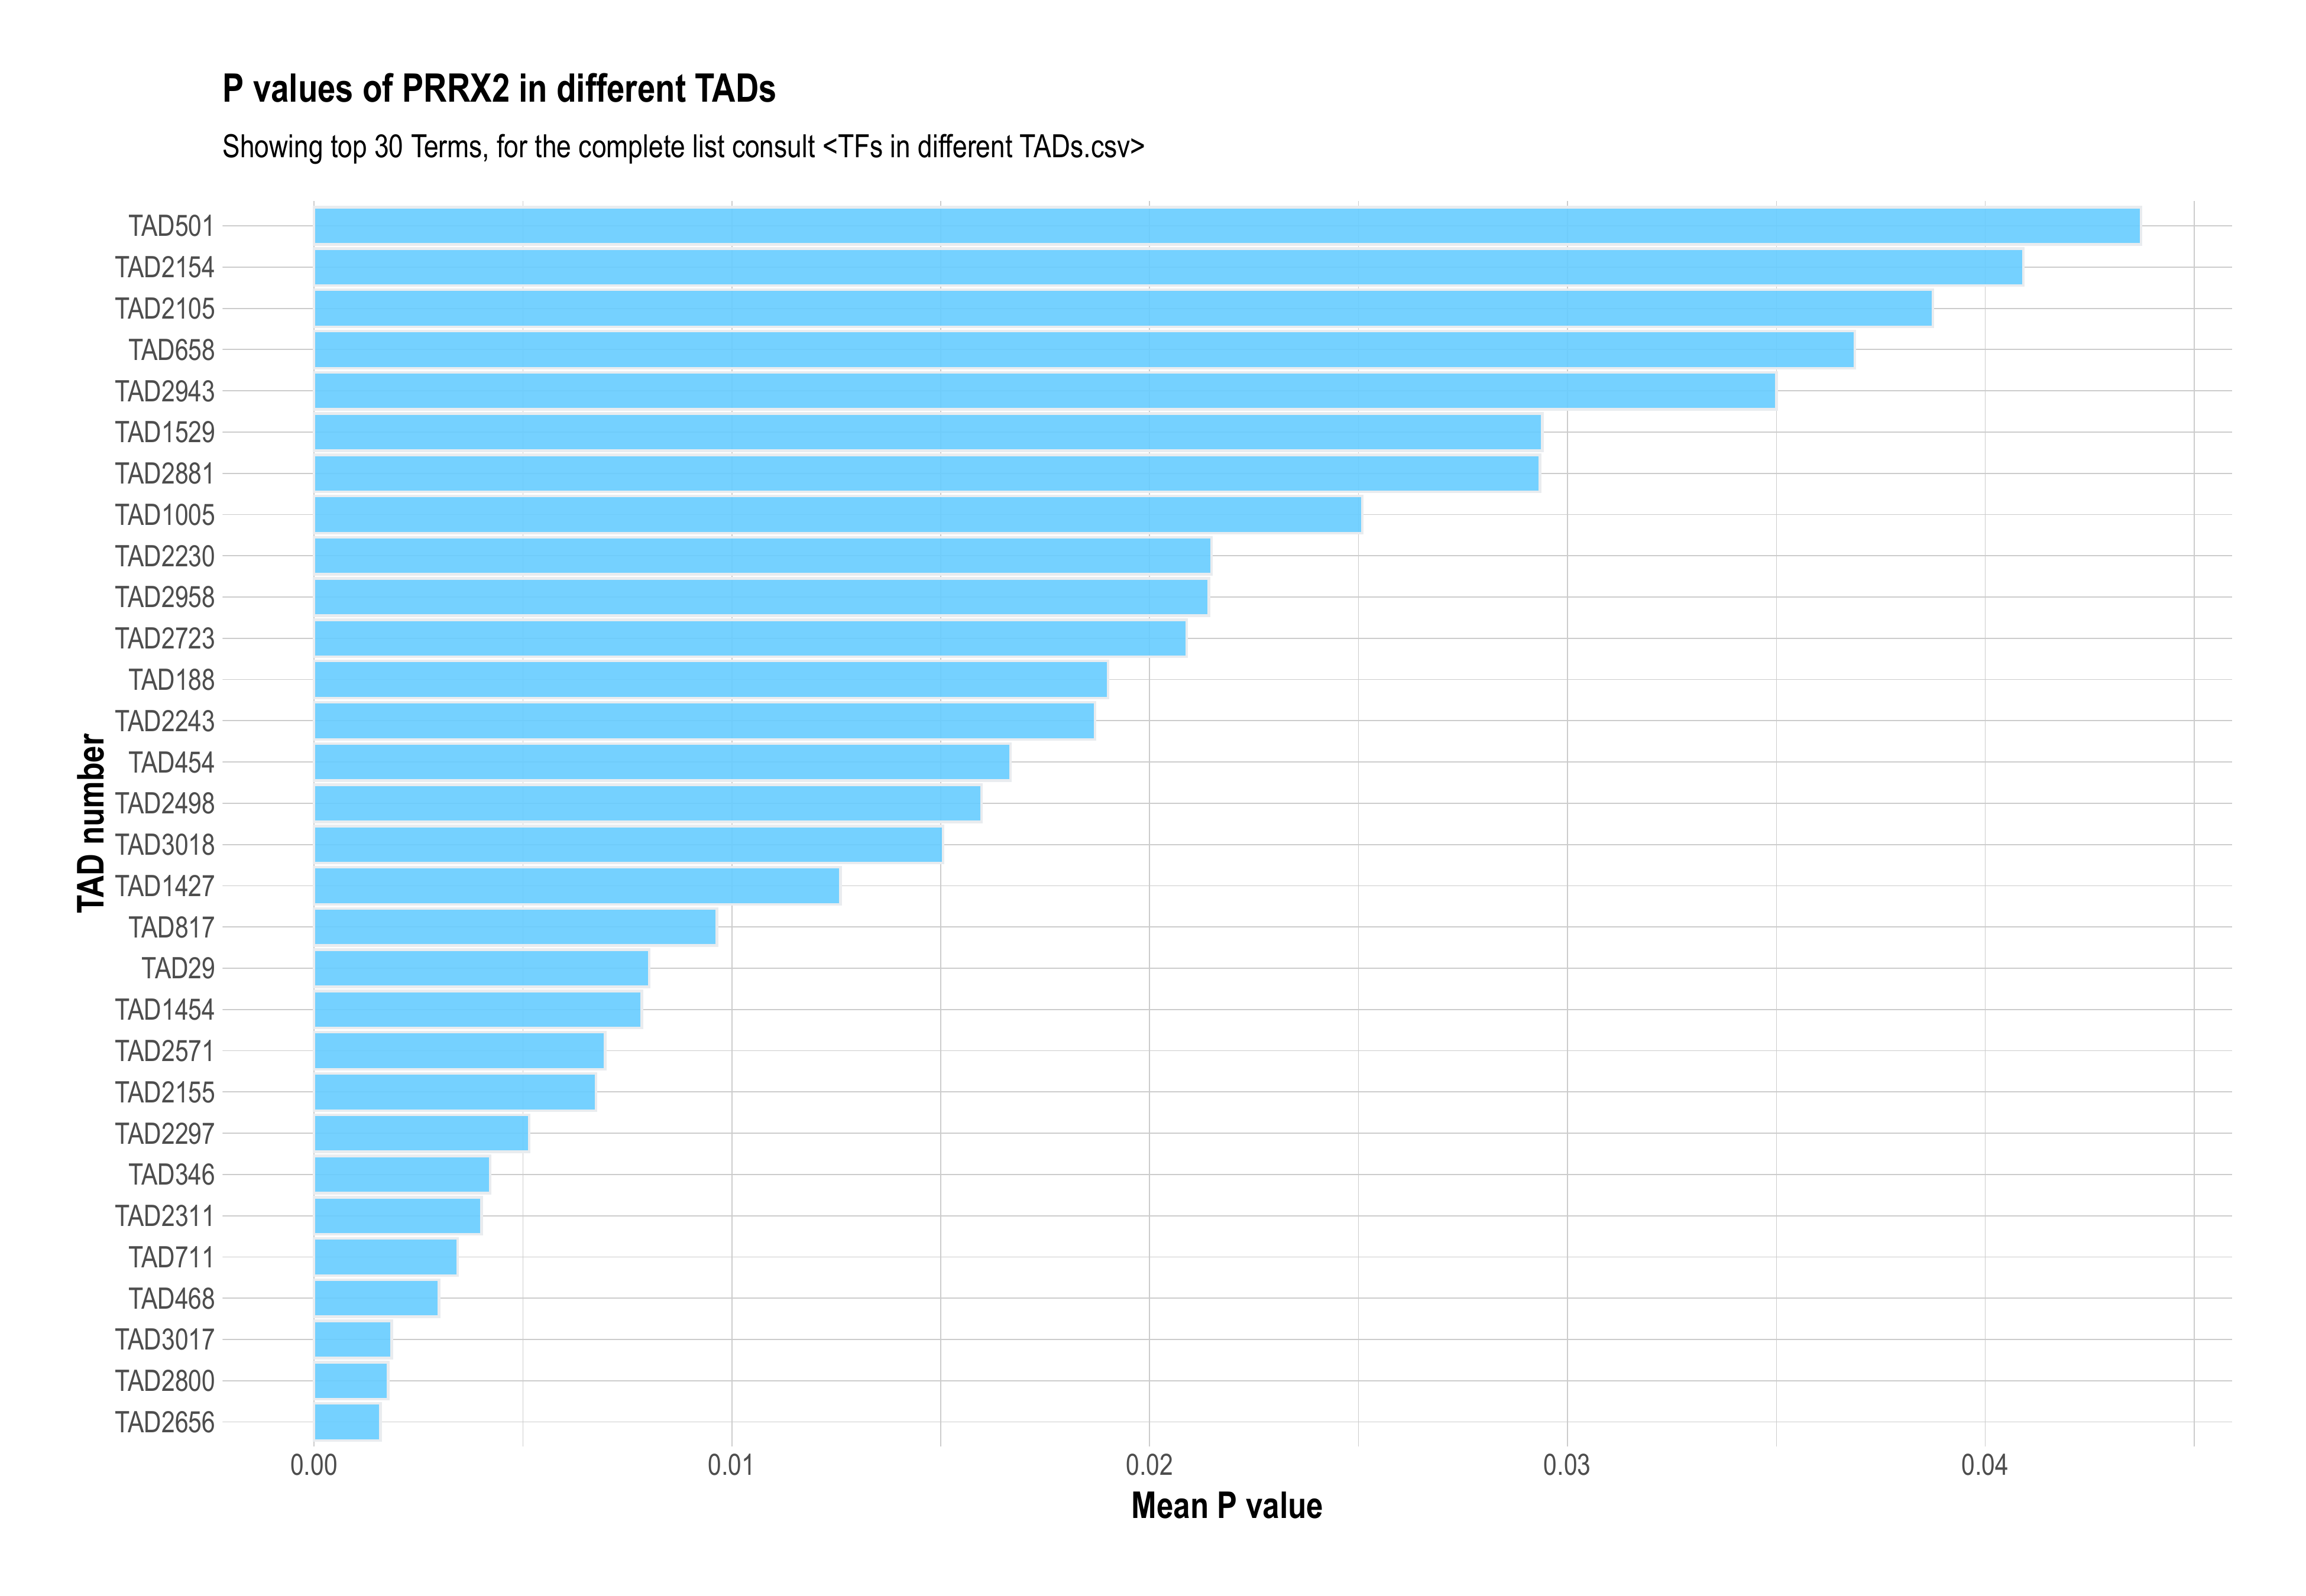 P values of PRRX2 in different TADs
Showing top 30 Terms, for the complete list consult <TFs in different TADs.csv>
TAD number
TAD501
TAD2154
TAD2105
TAD658
TAD2943
TAD1529
TAD2881
TAD1005
TAD2230
TAD2958
TAD2723
TAD188
TAD2243
TAD454
TAD2498
TAD3018
TAD1427
TAD817
TAD29
TAD1454
TAD2571
TAD2155
TAD2297
TAD346
TAD2311
TAD711
TAD468
TAD3017
TAD2800
TAD2656
0.00 0.01 0.02 0.03 0.04
Mean P value